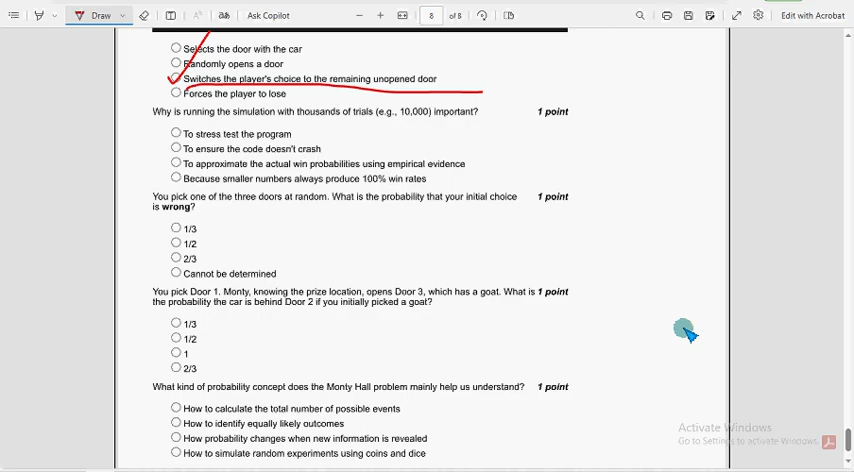 Draw
Ask Copilot
8
of 8
Edit with Acrobat
Selects the door with the car
Randomly opens a door
Switches the player's choice to the remaining unopened door
Forces the player to lose
Why is running the simulation with thousands of trials (e.g., 10,000) important? 1 point
To stress test the program
To ensure the code doesn't crash
To approximate the actual win probabilities using empirical evidence
Because smaller numbers always produce 100% win rates
You pick one of the three doors at random. What is the probability that your initial choice 1 point
is wrong?
1/3
1/2
2/3
Cannot be determined
You pick Door 1. Monty, knowing the prize location, opens Door 3, which has a goat. What is 1 point
the probability the car is behind Door 2 if you initially picked a goat?
1/3
1/2
1
2/3
What kind of probability concept does the Monty Hall problem mainly help us understand? 1 point
How to calculate the total number of possible events
How to identify equally likely outcomes
How probability changes when new information is revealed
How to simulate random experiments using coins and dice
Activate Windows
Go to Settings to activate Windows.